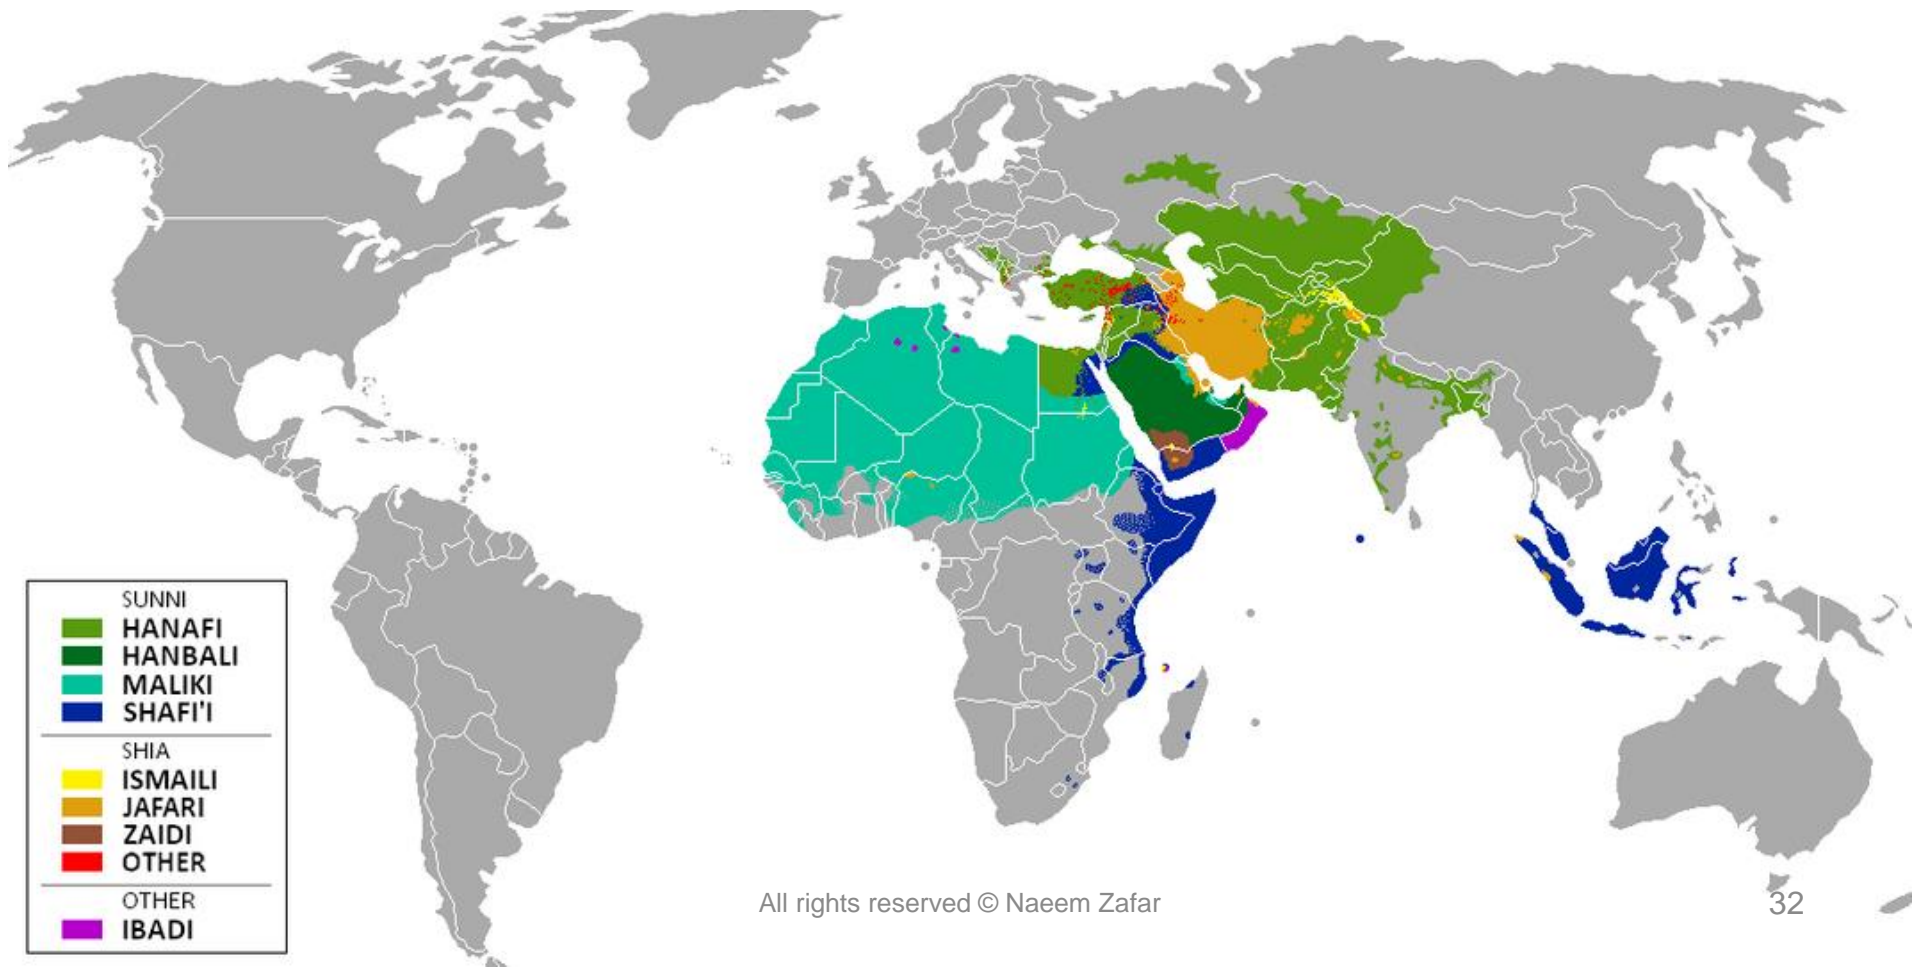 SUNNI
HANAFI
HANBALI
MALIKI
SHAFI'I
SHIA
ISMAILI
JAFARI
ZAIDI
OTHER
OTHER
IBADI
All rights reserved © Naeem Zafar
32